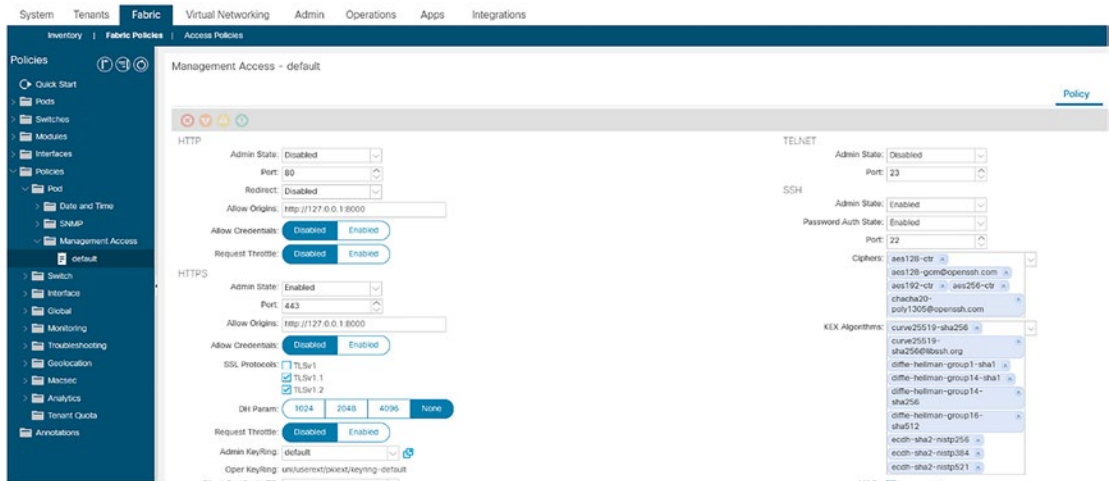 System Tenants Fabric Virtual Networking Admin Operations Apps Integrations
Inventory | Fabric Policies | Access Policies
Policies
Quick Start
Pods
Switches
Modules
Interfaces
Policies
Pod
Date and Time
SNMP
Management Access
default
Switch
Interface
Global
Monitoring
Troubleshooting
Geolocation
Macsec
Analytics
Tenant Quota
Annotations
Management Access - default
Policy
HTTP
Admin State: Disabled
Port: 80
Redirect: Disabled
Allow Origins: http://127.0.0.1:8000
Allow Credentials: Disabled Enabled
Request Throttle: Disabled Enabled
HTTPS
Admin State: Enabled
Port: 443
Allow Origins: http://127.0.0.1:8000
Allow Credentials: Disabled Enabled
SSL Protocols: TLSv1
TLSv1.1
TLSv1.2
DH Param: 1024 2048 4096 None
Request Throttle: Disabled Enabled
Admin KeyRing: default
Oper KeyRing: uni/userext/pkiext/keyring-default
TELNET
Admin State: Disabled
Port: 23
SSH
Admin State: Enabled
Password Auth State: Enabled
Port: 22
Ciphers: aes128-ctr
aes128-gcm@openssh.com
aes192-ctr aes256-ctr
chacha20-
poly1305@openssh.com
KEX Algorithms: curve25519-sha256
curve25519-
sha256@libssh.org
diffie-hellman-group1-sha1
diffie-hellman-group14-sha1
diffie-hellman-group14-
sha256
diffie-hellman-group16-
sha512
ecdh-sha2-nistp256
ecdh-sha2-nistp384
ecdh-sha2-nistp521